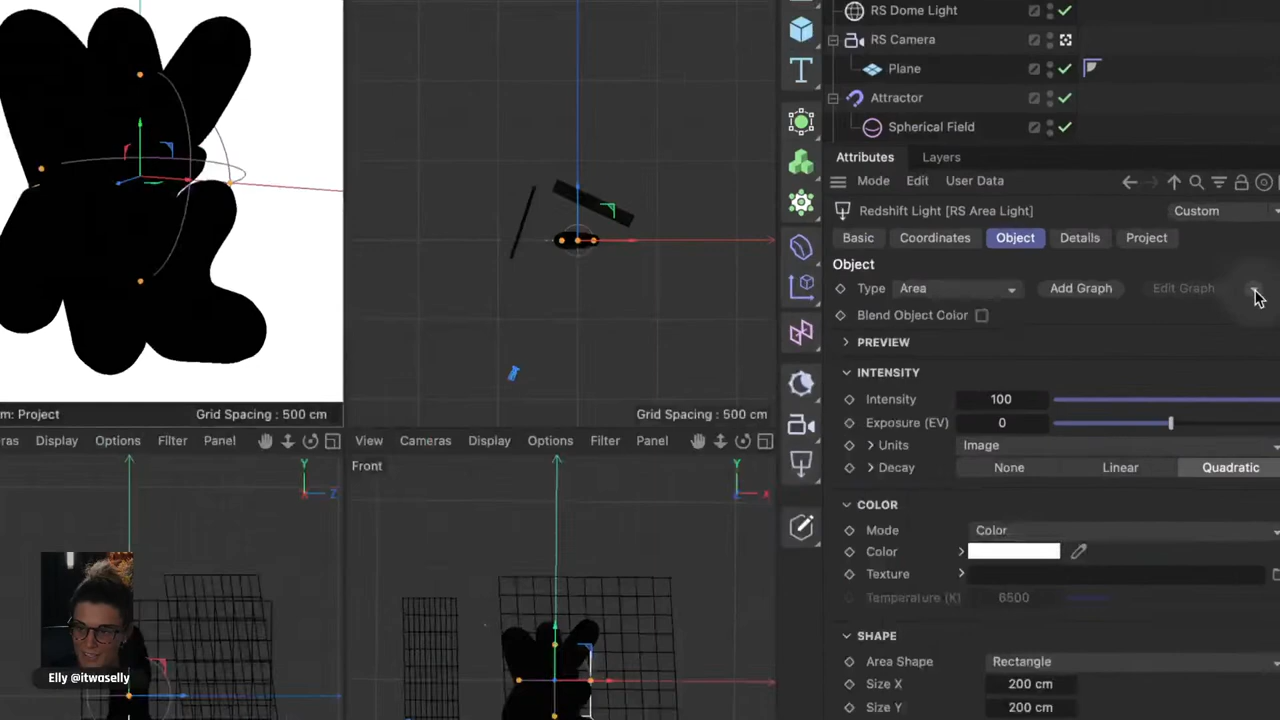 RS Dome Light
RS Camera
Plane
Attractor
Spherical Field
Attributes Layers
Mode Edit User Data
Redshift Light [RS Area Light] Custom
Basic Coordinates Object Details Project
Object
Type Area Add Graph Edit Graph
Blend Object Color
PREVIEW
INTENSITY
Intensity 100
Exposure (EV) 0
Units Image
Decay None Linear Quadratic
COLOR
Mode Color
Color
Texture
Temperature (K) 6500
SHAPE
Area Shape Rectangle
Size X 200 cm
Size Y 200 cm
m: Project Grid Spacing : 500 cm
Grid Spacing : 500 cm
eras Display Options Filter Panel
View Cameras Display Options Filter Panel
Y
Z
Front
Y
X
Elly @itwaselly